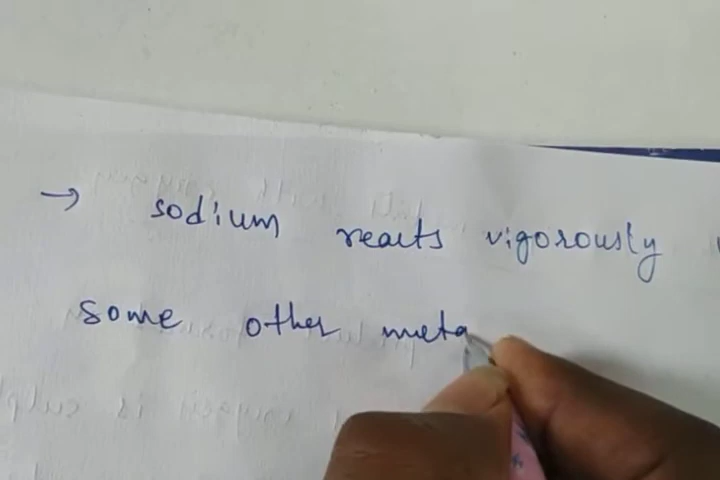 → sodium reacts vigorously
some other meta